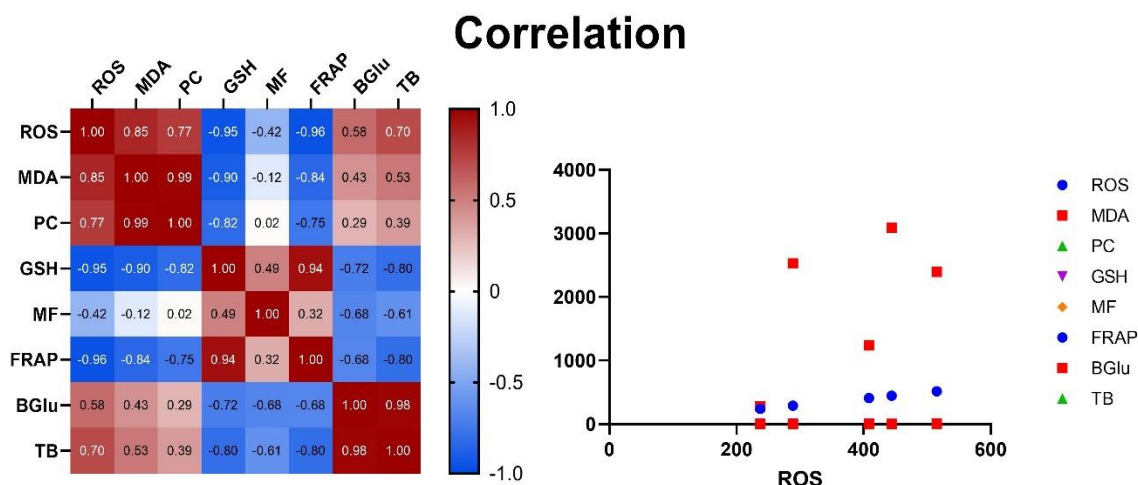 Correlation
ROS MDA PC GSH MF FRAP BGlu TB
ROS 1.00 0.85 0.77 -0.95 -0.42 -0.96 0.58 0.70
MDA 0.85 1.00 0.99 -0.90 -0.12 -0.84 0.43 0.53
PC 0.77 0.99 1.00 -0.82 0.02 -0.75 0.29 0.39
GSH -0.95 -0.90 -0.82 1.00 0.49 0.94 -0.72 -0.80
MF -0.42 -0.12 0.02 0.49 1.00 0.32 -0.68 -0.61
FRAP -0.96 -0.84 -0.75 0.94 0.32 1.00 -0.68 -0.80
BGlu 0.58 0.43 0.29 -0.72 -0.68 -0.68 1.00 0.98
TB 0.70 0.53 0.39 -0.80 -0.61 -0.80 0.98 1.00
1.0
0.5
0
-0.5
-1.0
4000
3000
2000
1000
0
0 200 400 600
ROS
ROS
MDA
PC
GSH
MF
FRAP
BGlu
TB